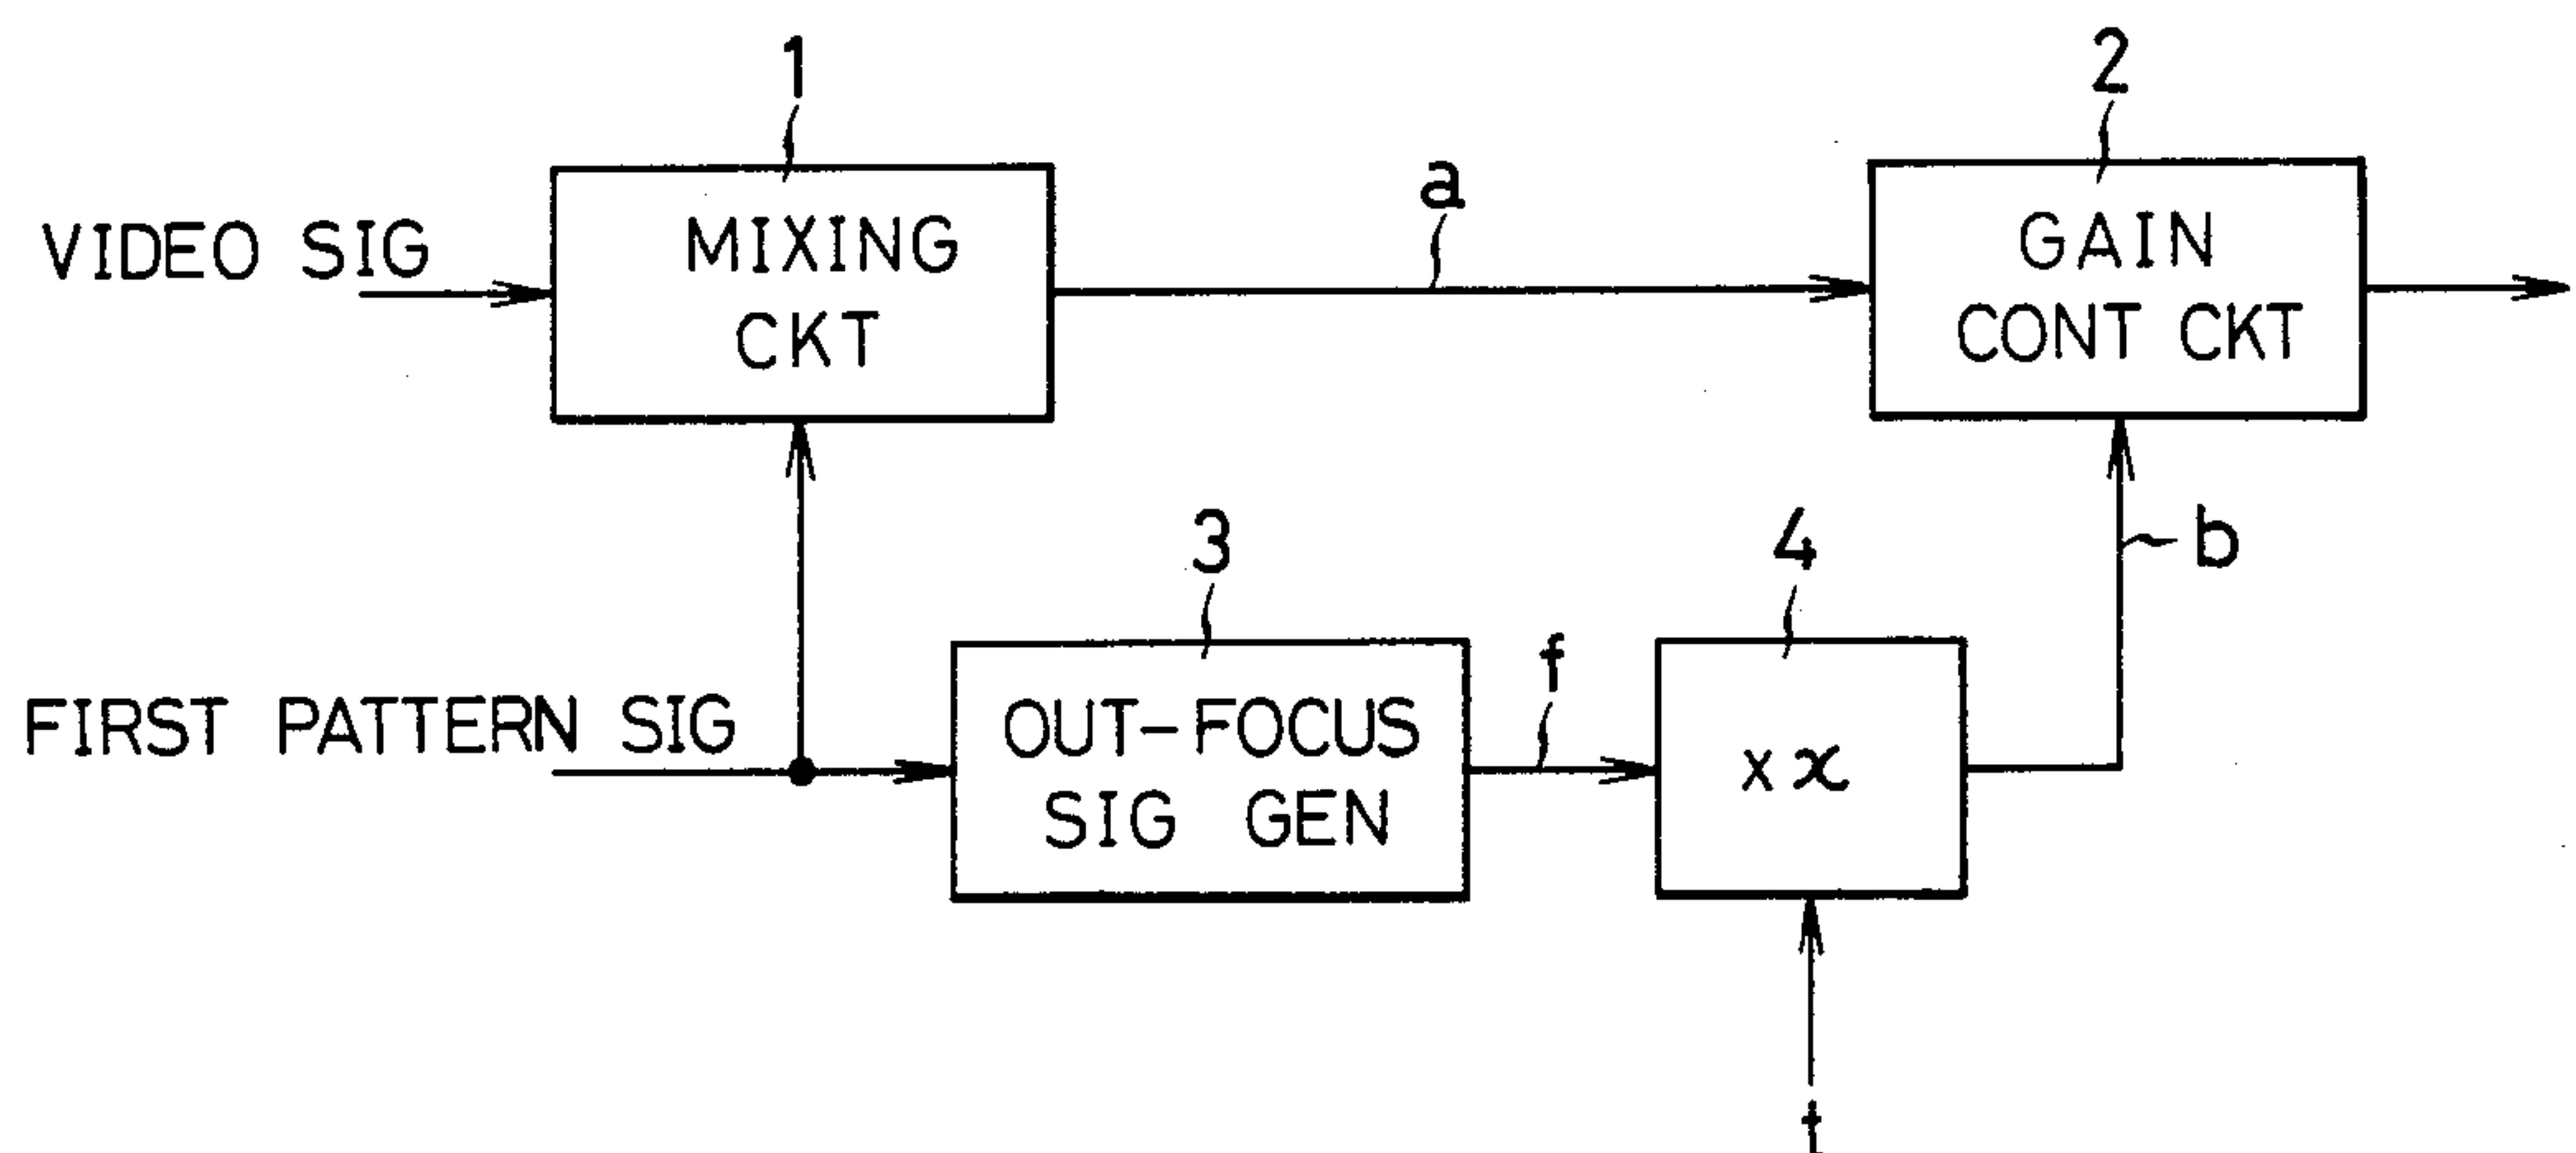 1
2
VIDEO SIG
MIXING
CKT
a
GAIN
CONT CKT
3
4
b
FIRST PATTERN SIG
OUT-FOCUS
SIG GEN
f
xx
t